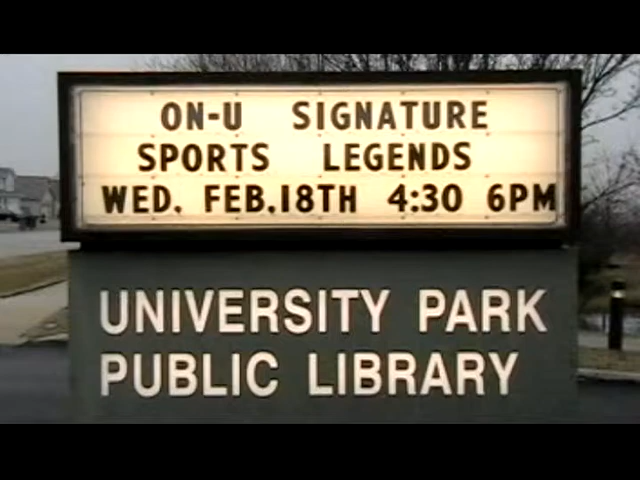 ON-U SIGNATURE
SPORTS LEGENDS
WED. FEB.18TH 4:30 6PM
UNIVERSITY PARK
PUBLIC LIBRARY